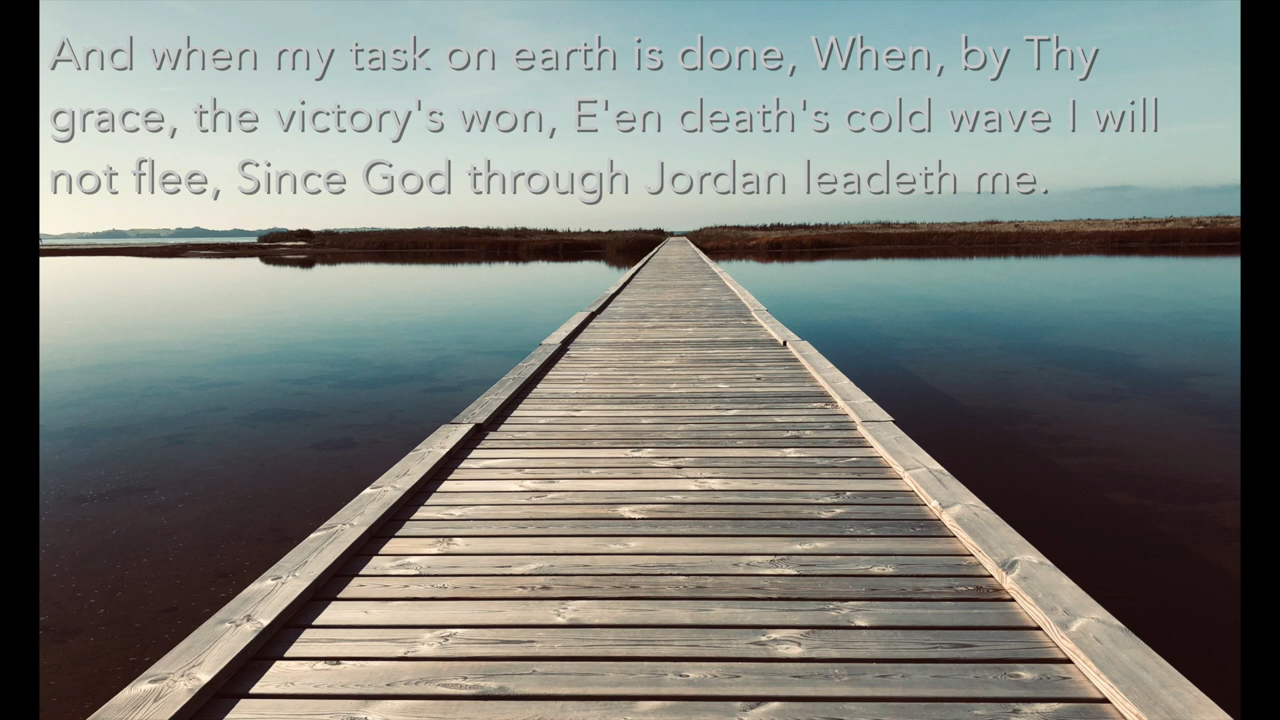 And when my task on earth is done, When, by Thy
grace, the victory's won, E'en death's cold wave I will
not flee, Since God through Jordan leadeth me.